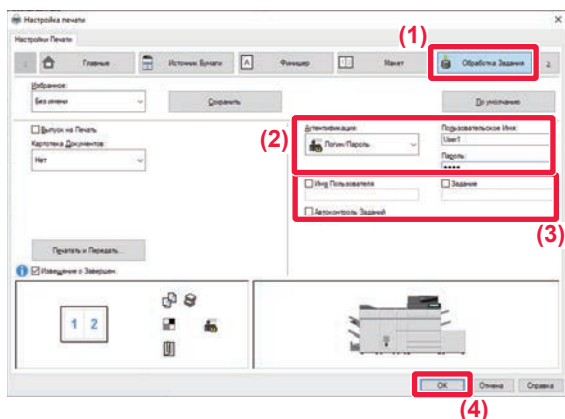 Настройка печати
Настройки Печати
(1)
Главные
Источник Бумаги
Финишер
Макет
Обработка Задания
Избранное:
Без имени
Сохранить
По умолчанию
(2)
Выпуск на Печать
Картотека Документов:
Нет
Аутентификация:
Логин/Пароль
Пользовательское Имя:
User1
Пароль:
••••
Имя Пользователя
Задание
Автоконтроль Заданий
(3)
Печатать и Передать...
Извещение о Завершен.
1 2
OK
Отмена
Справка
(4)